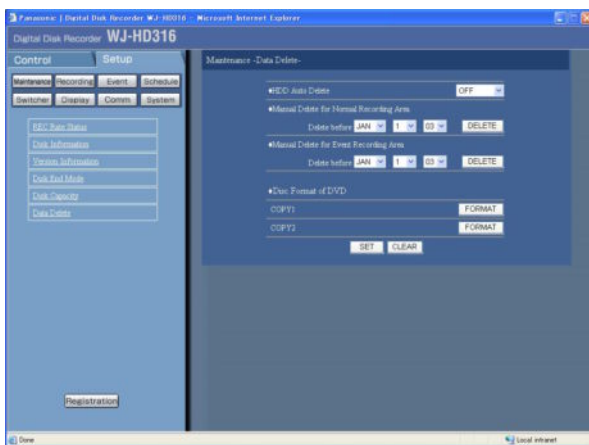 Panasonic | Digital Disk Recorder WJ-HD316 - Microsoft Internet Explorer
Digital Disk Recorder WJ-HD316
Control Setup
Maintenance Recording Event Schedule
Switcher Display Comm System
REC Rate Status
Disk Information
Version Information
Disk End Mode
Disk Capacity
Data Delete
Registration
Maintenance -Data Delete-
♦HDD Auto Delete OFF
♦Manual Delete for Normal Recording Area
Delete before JAN 1 03 DELETE
♦Manual Delete for Event Recording Area
Delete before JAN 1 03 DELETE
♦Disc Format of DVD
COPY1 FORMAT
COPY2 FORMAT
SET CLEAR
Done Local intranet